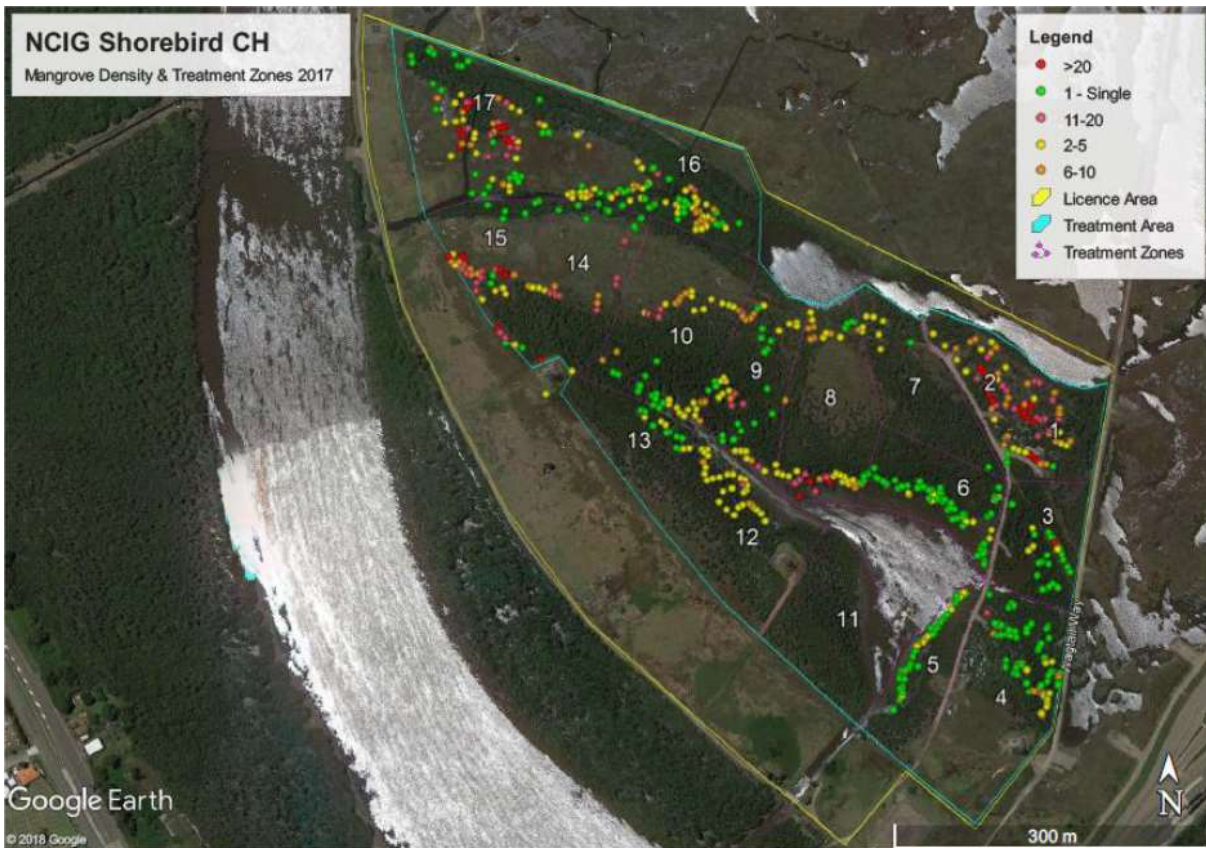 NCIG Shorebird CH
Mangrove Density & Treatment Zones 2017
Legend
>20
1 - Single
11-20
2-5
6-10
Licence Area
Treatment Area
Treatment Zones
17
16
15
14
10
9
8
7
2
1
13
6
3
12
11
5
4
Google Earth
© 2018 Google
300 m
N